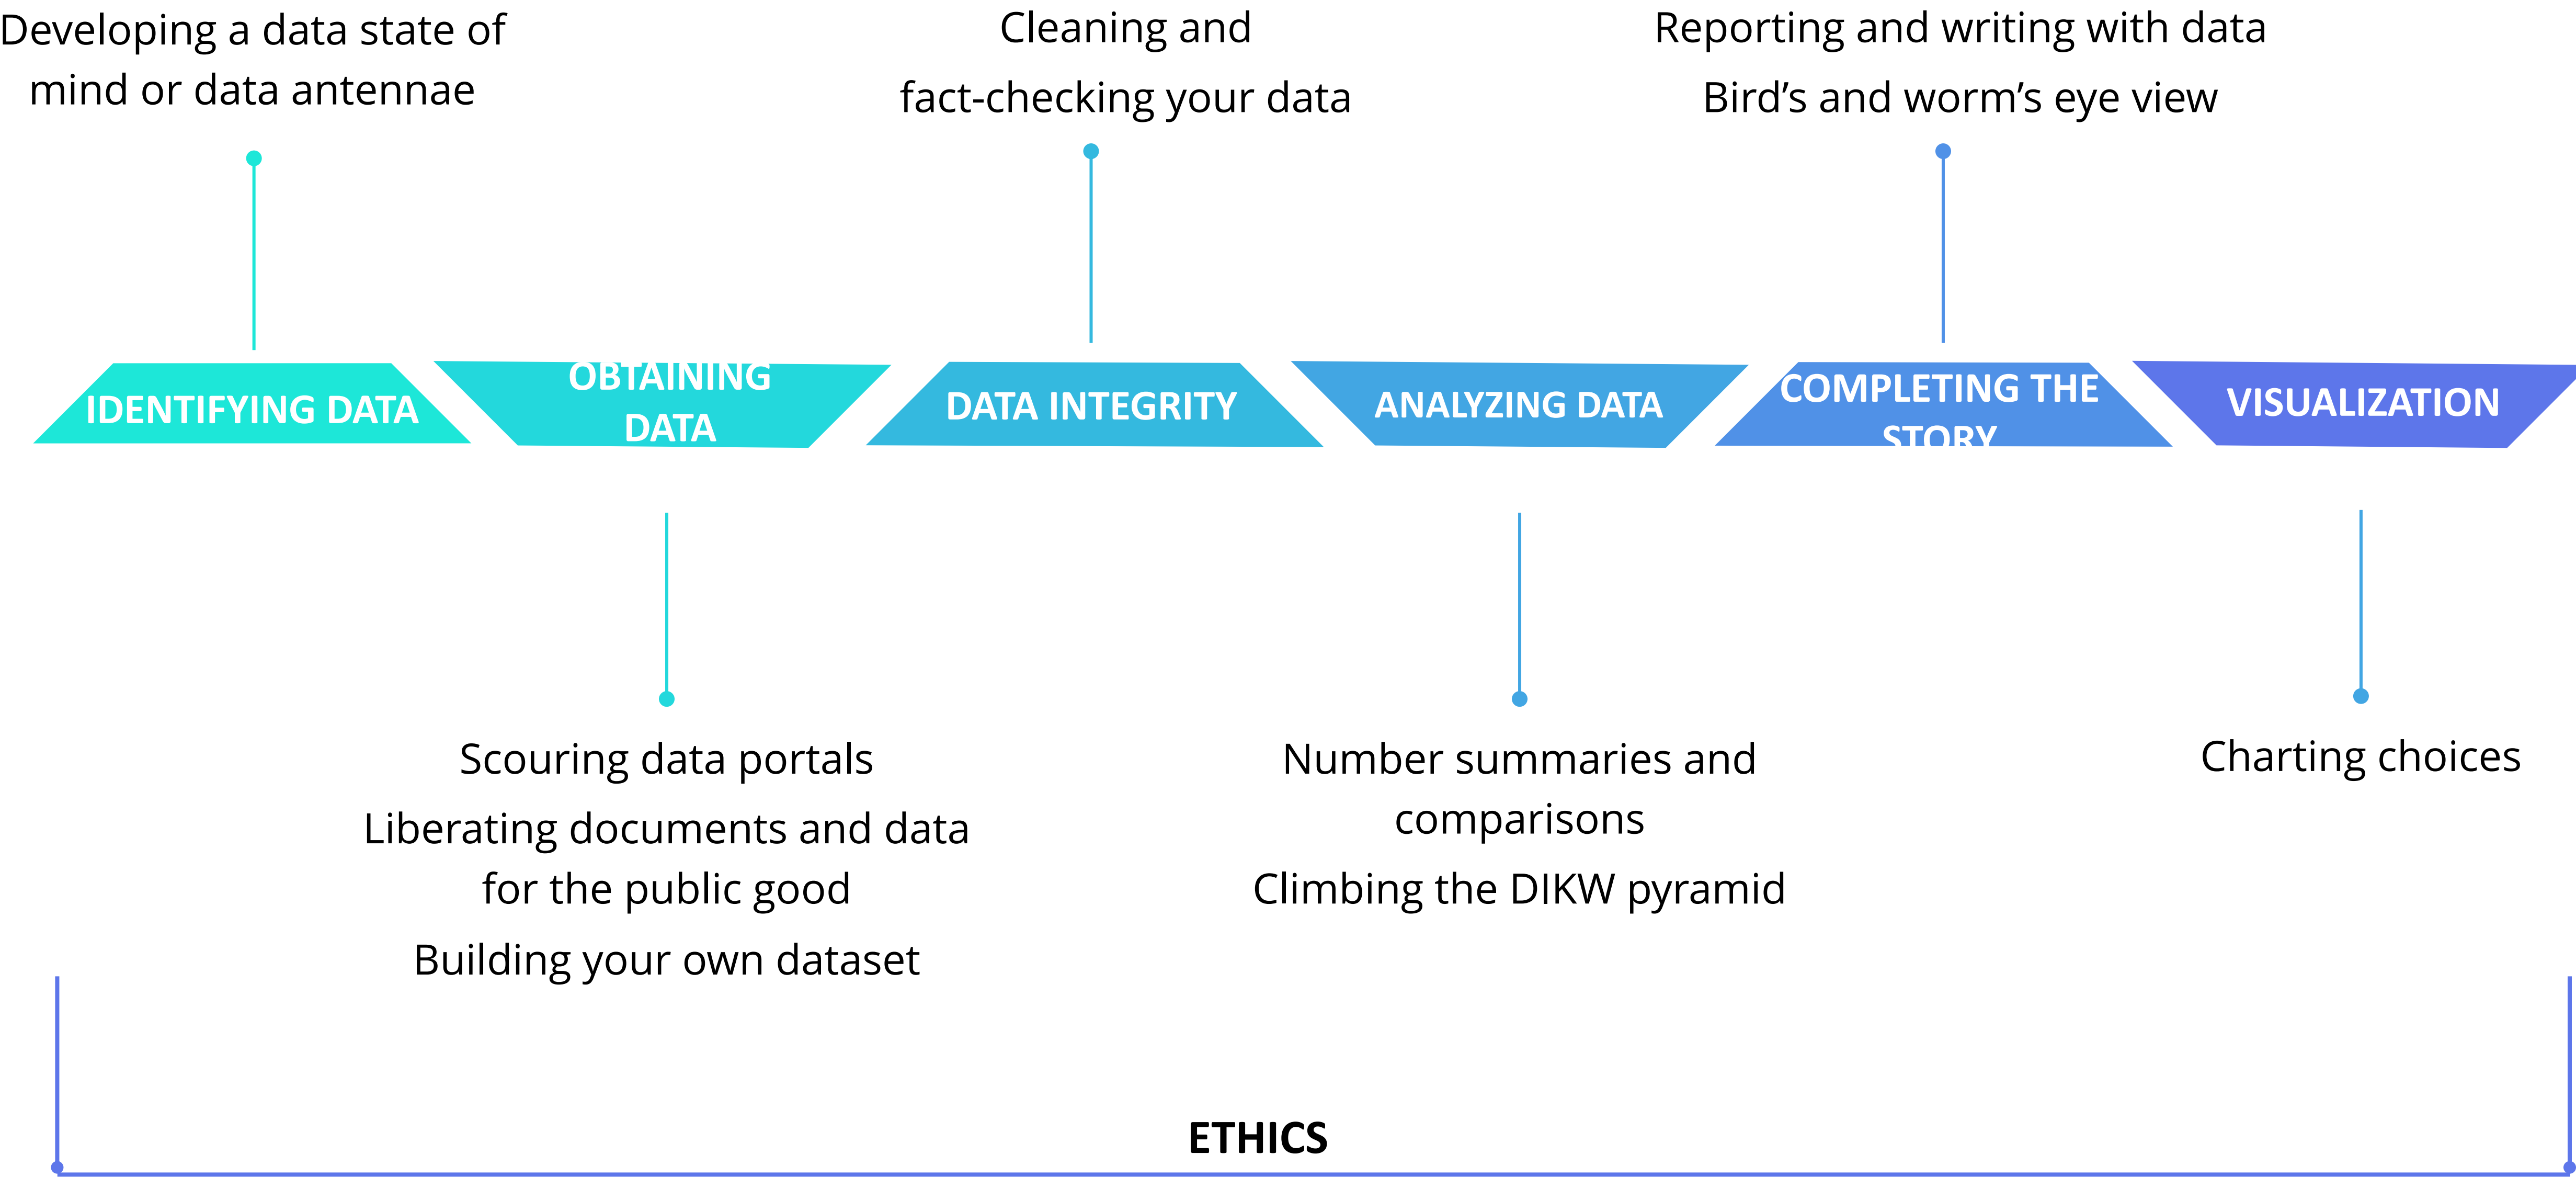 Developing a data state of
mind or data antennae
Cleaning and
fact-checking your data
Reporting and writing with data
Bird’s and worm’s eye view
IDENTIFYING DATA
OBTAINING
DATA
DATA INTEGRITY
ANALYZING DATA
COMPLETING THE
STORY
VISUALIZATION
Scouring data portals
Liberating documents and data
for the public good
Building your own dataset
Number summaries and
comparisons
Climbing the DIKW pyramid
Charting choices
ETHICS